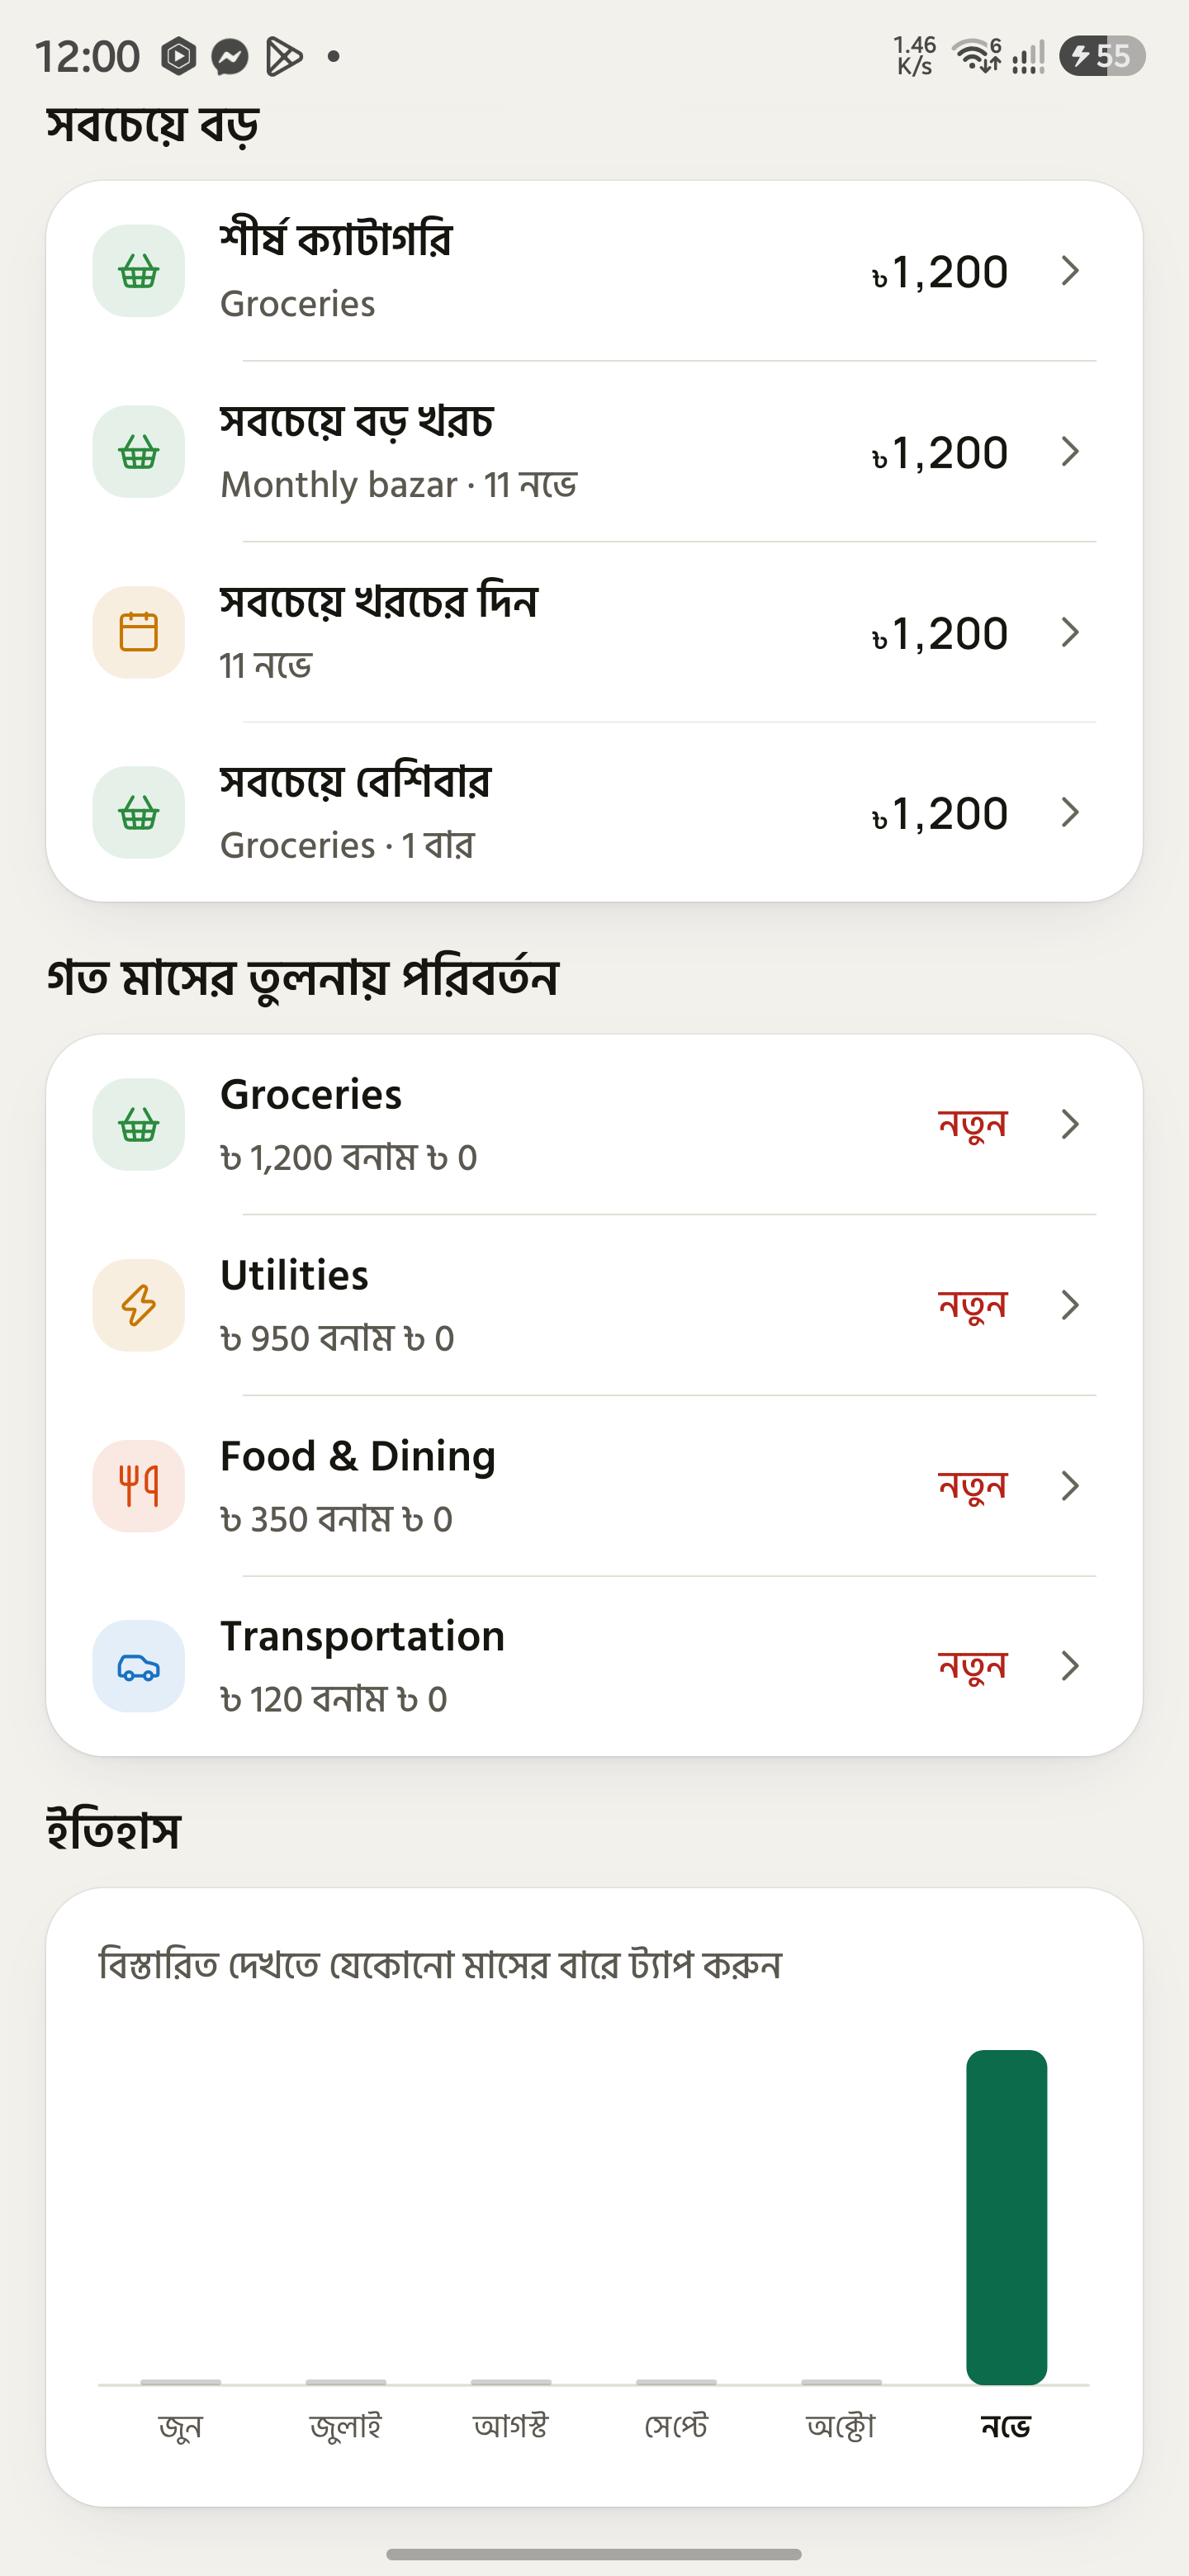 12:00
1.46 K/s
6
55
সবচেয়ে বড়
শীর্ষ ক্যাটাগরি
Groceries
৳1,200
সবচেয়ে বড় খরচ
Monthly bazar · 11 নভে
৳1,200
সবচেয়ে খরচের দিন
11 নভে
৳1,200
সবচেয়ে বেশিবার
Groceries · 1 বার
৳1,200
গত মাসের তুলনায় পরিবর্তন
Groceries
৳ 1,200 বনাম ৳ 0
নতুন
Utilities
৳ 950 বনাম ৳ 0
নতুন
Food & Dining
৳ 350 বনাম ৳ 0
নতুন
Transportation
৳ 120 বনাম ৳ 0
নতুন
ইতিহাস
বিস্তারিত দেখতে যেকোনো মাসের বারে ট্যাপ করুন
জুন জুলাই আগস্ট সেপ্টে অক্টো নভে